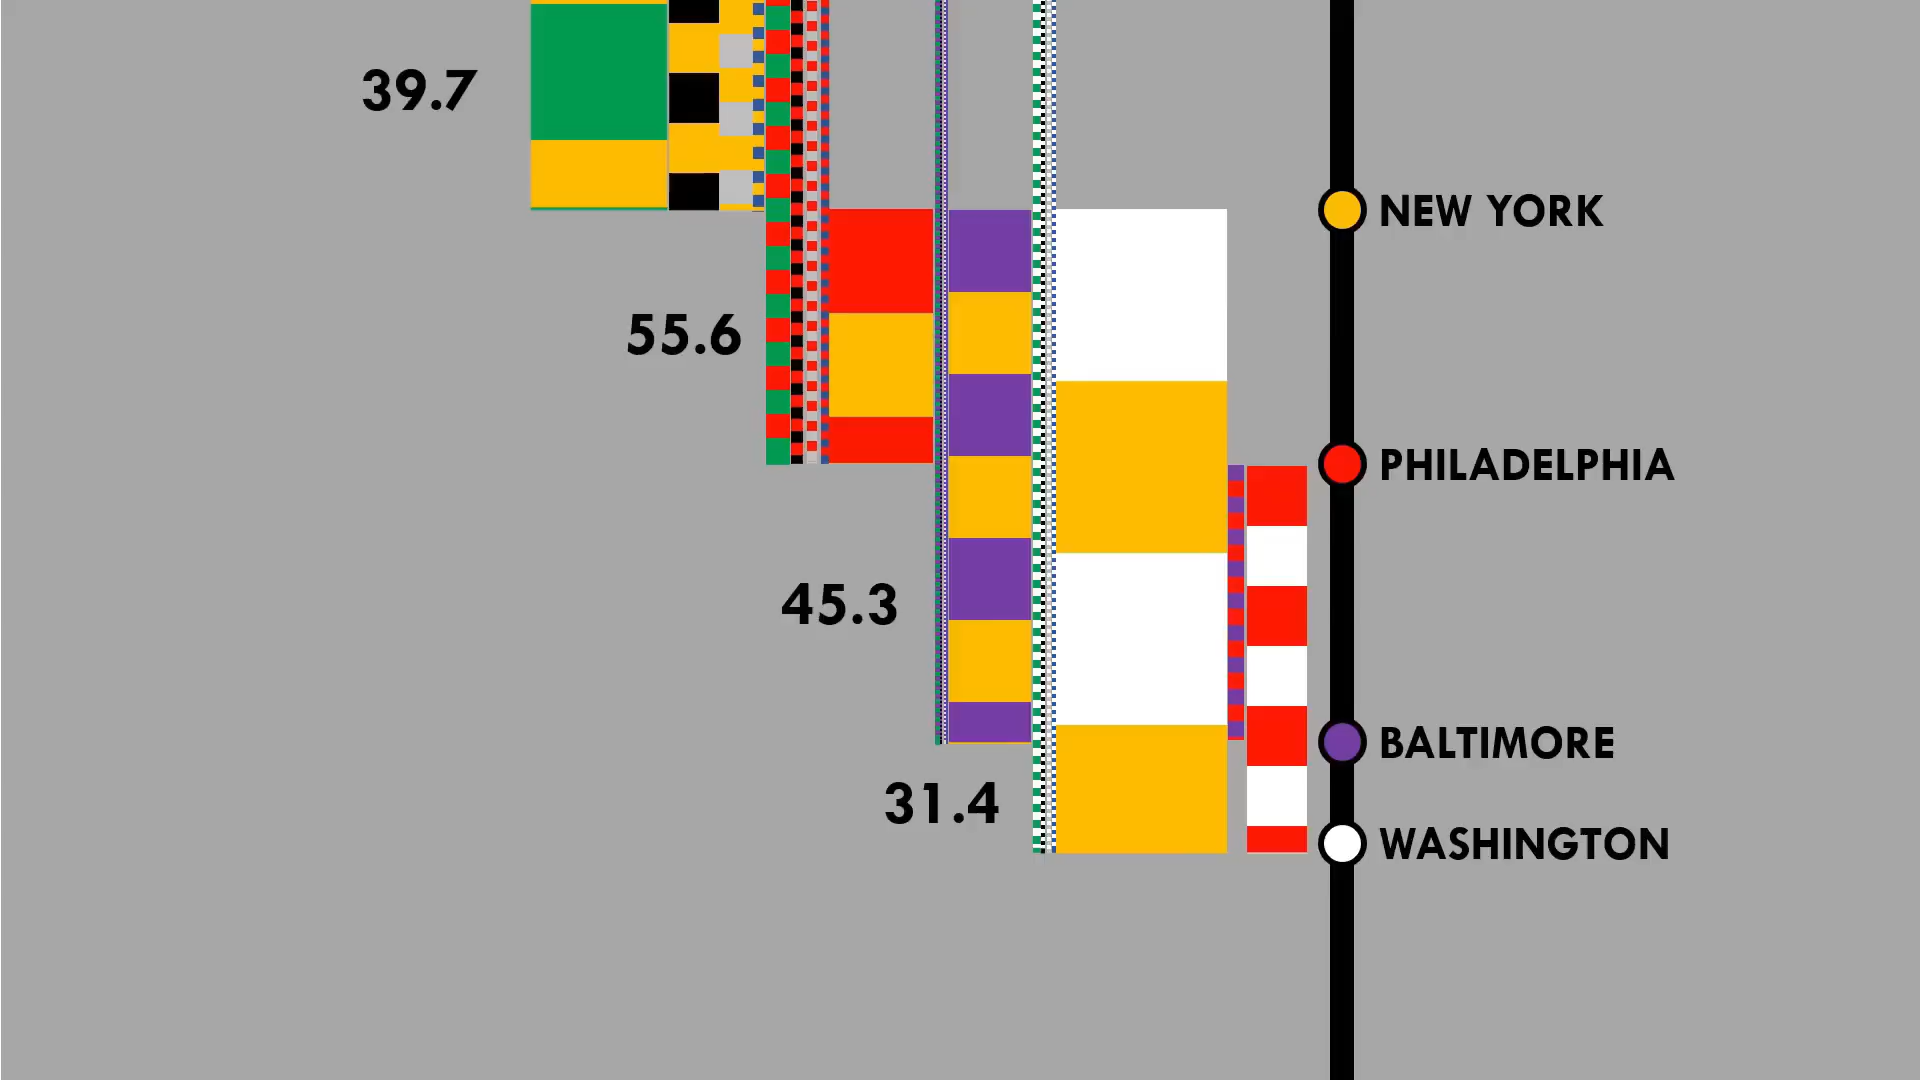 39.7
NEW YORK
55.6
PHILADELPHIA
45.3
BALTIMORE
31.4
WASHINGTON